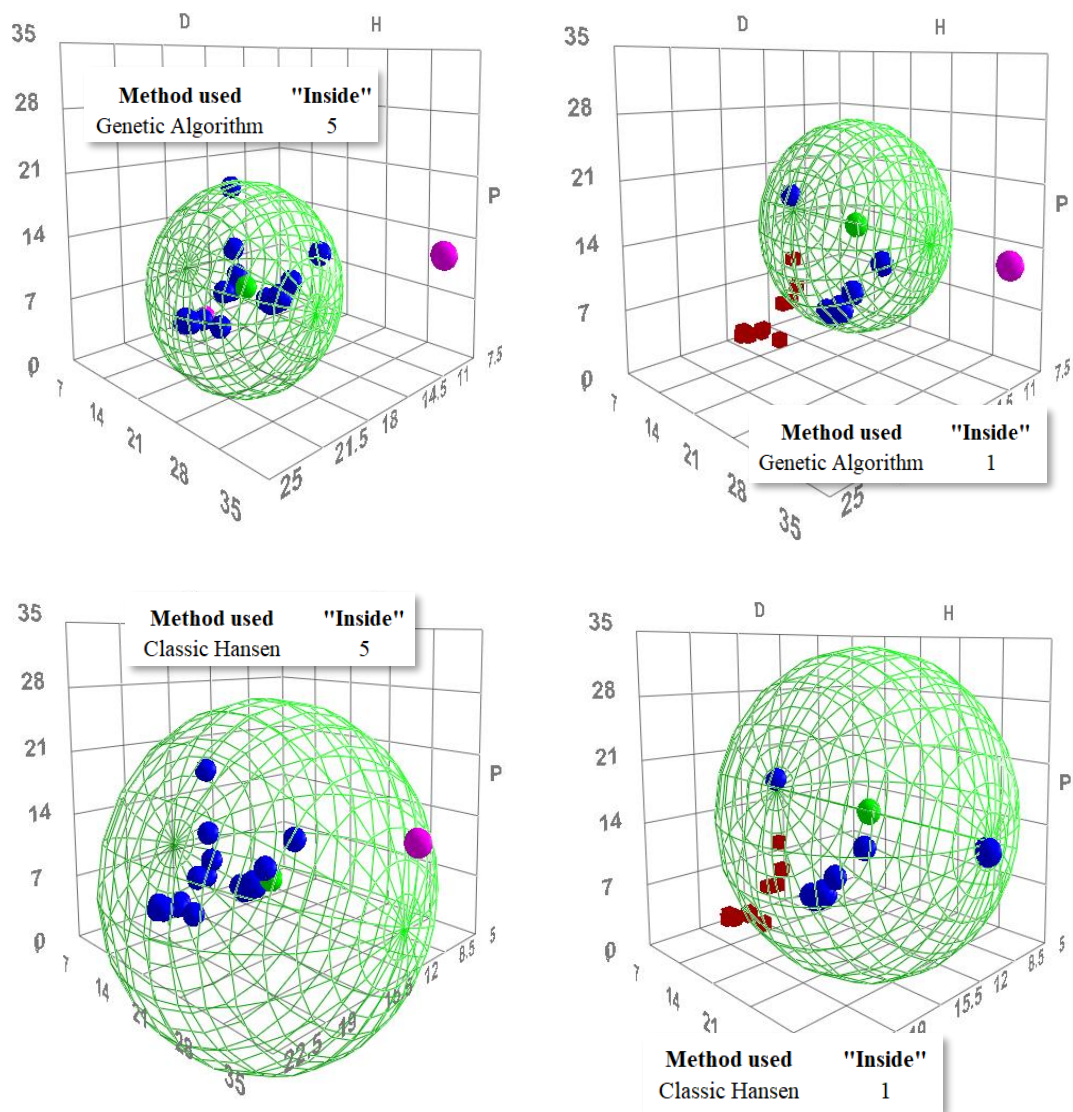 35 D H
28
21
14
7
0
P
Method used "Inside"
Genetic Algorithm 5
7 14 21 28 35
25 21.5 18 14.5 11 7.5
35 D H
28
21
14
7
0
P
7 14 21 28 35
25 11 7.5
Method used "Inside"
Genetic Algorithm 1
Method used "Inside"
Classic Hansen 5
35
28
21
14
7
0
P
7 14 21 28 35
22.5 19 12 8.5 5
35 D H
28
21
14
7
0
P
7 14 21
15.5 12 8.5 5
Method used "Inside"
Classic Hansen 1